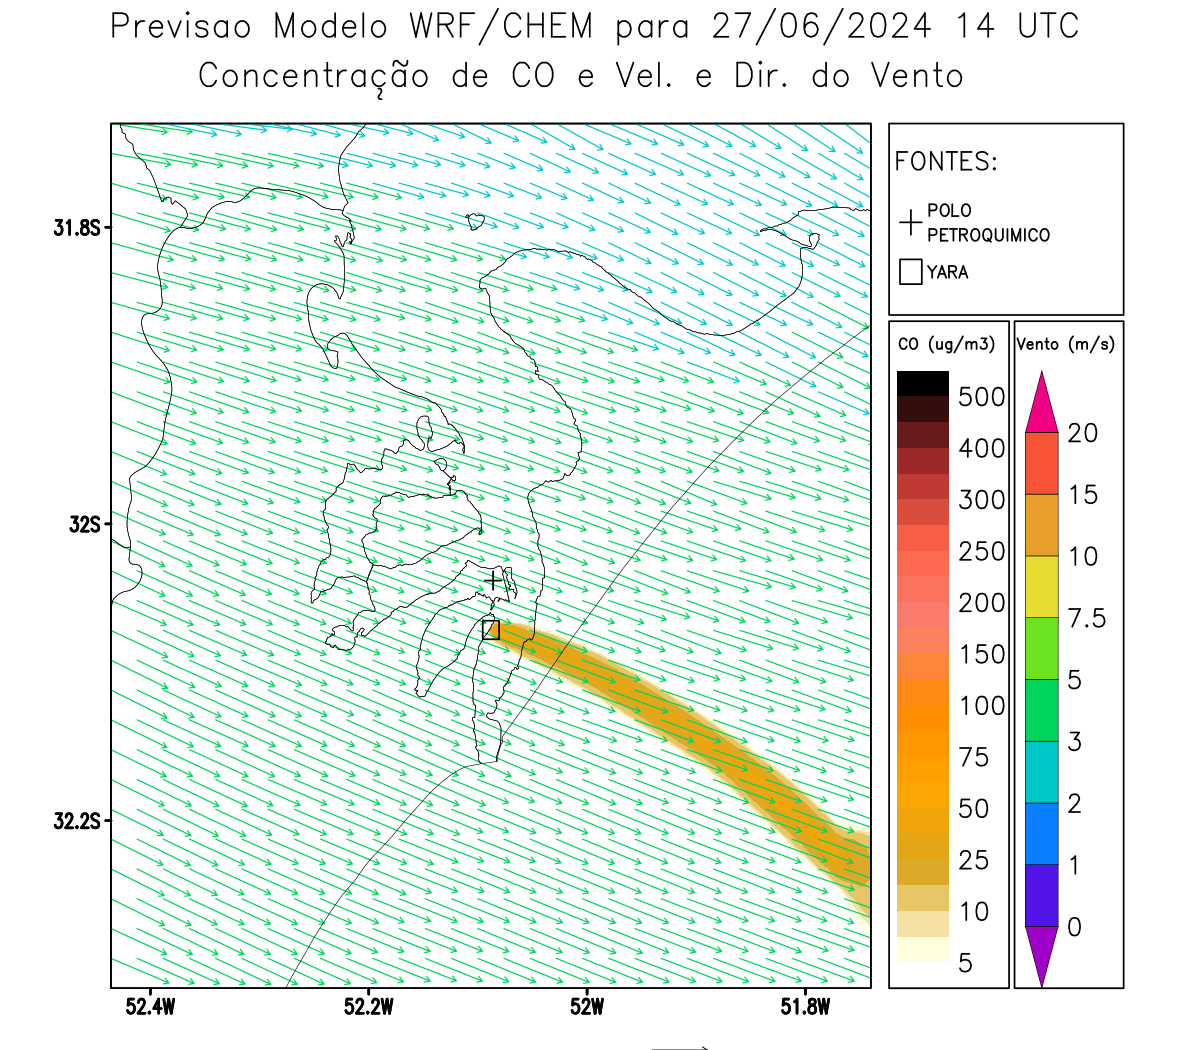 Previsao Modelo WRF/CHEM para 27/06/2024 14 UTC
Concentração de CO e Vel. e Dir. do Vento
FONTES:
POLO
PETROQUIMICO
YARA
31.8S
32S
32.2S
52.4W
52.2W
52W
51.8W
CO (ug/m3)
500
400
300
250
200
150
100
75
50
25
10
5
Vento (m/s)
20
15
10
7.5
5
3
2
1
0